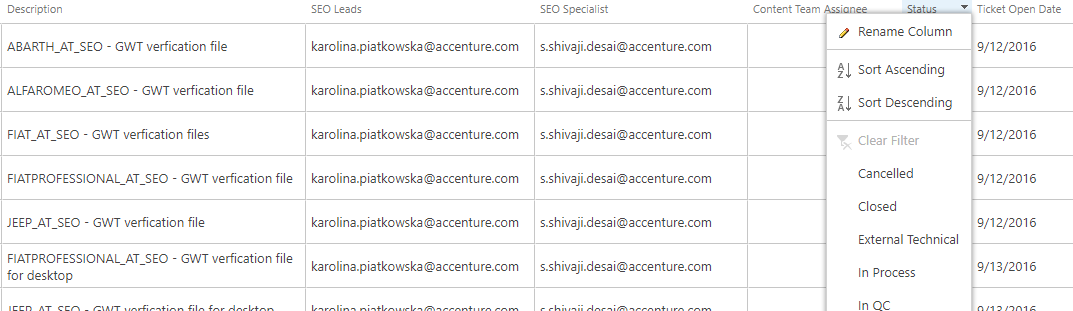 Description SEO Leads SEO Specialist Content Team Assignee Status Ticket Open Date
Rename Column
ABARTH_AT_SEO - GWT verfication file karolina.piatkowska@accenture.com s.shivaji.desai@accenture.com 9/12/2016
Sort Ascending
ALFAROMEO_AT_SEO - GWT verfication file karolina.piatkowska@accenture.com s.shivaji.desai@accenture.com 9/12/2016
Sort Descending
FIAT_AT_SEO - GWT verfication files karolina.piatkowska@accenture.com s.shivaji.desai@accenture.com 9/12/2016
Clear Filter
FIATPROFESSIONAL_AT_SEO - GWT verfication file karolina.piatkowska@accenture.com s.shivaji.desai@accenture.com 9/12/2016
Cancelled
Closed
JEEP_AT_SEO - GWT verfication file karolina.piatkowska@accenture.com s.shivaji.desai@accenture.com 9/12/2016
External Technical
FIATPROFESSIONAL_AT_SEO - GWT verfication file
for desktop karolina.piatkowska@accenture.com s.shivaji.desai@accenture.com 9/13/2016
In Process
In QC
JEEP_AT_SEO - GWT verfication file for desktop karolina.piatkowska@accenture.com s.shivaji.desai@accenture.com 9/13/2016